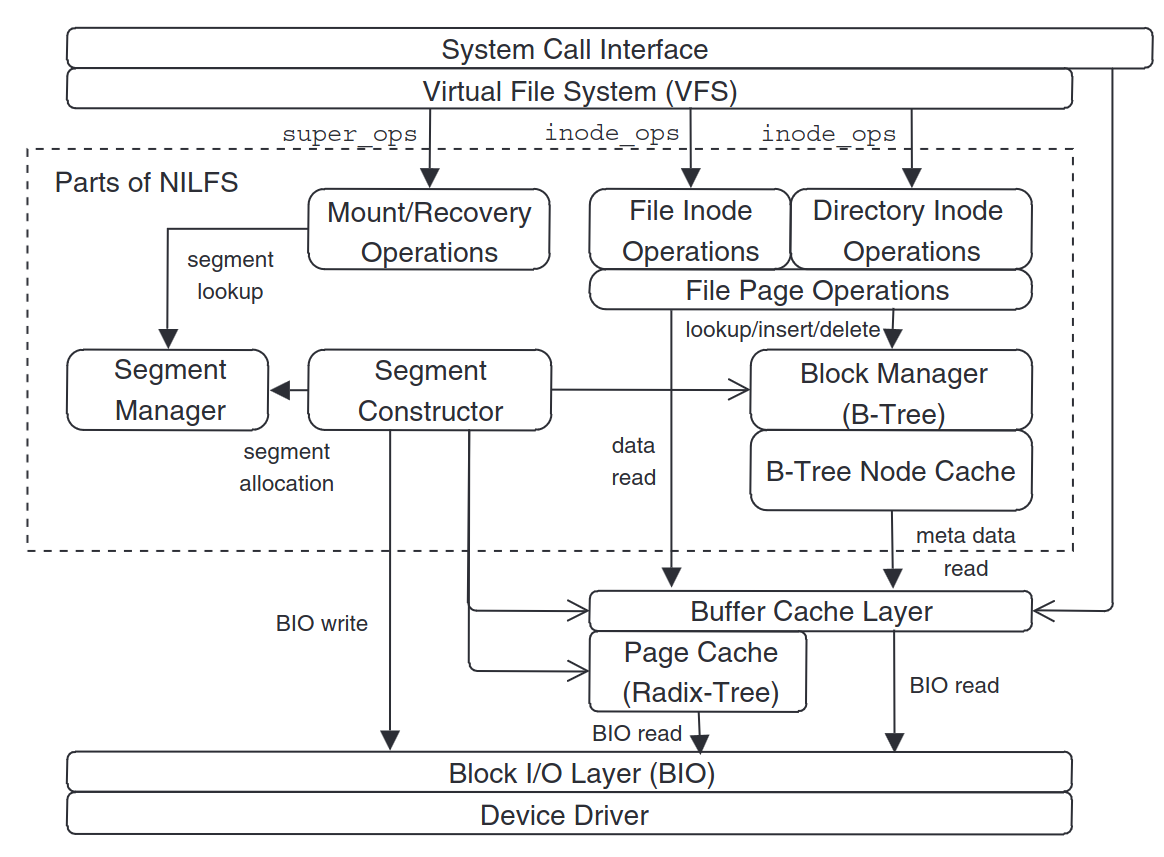 System Call Interface
Virtual File System (VFS)
super_ops
inode_ops
inode_ops
Parts of NILFS
Mount/Recovery
Operations
File Inode
Operations
Directory Inode
Operations
File Page Operations
segment
lookup
lookup/insert/delete
Segment
Manager
Segment
Constructor
Block Manager
(B-Tree)
B-Tree Node Cache
segment
allocation
data
read
meta data
read
BIO write
Buffer Cache Layer
Page Cache
(Radix-Tree)
BIO read
BIO read
Block I/O Layer (BIO)
Device Driver